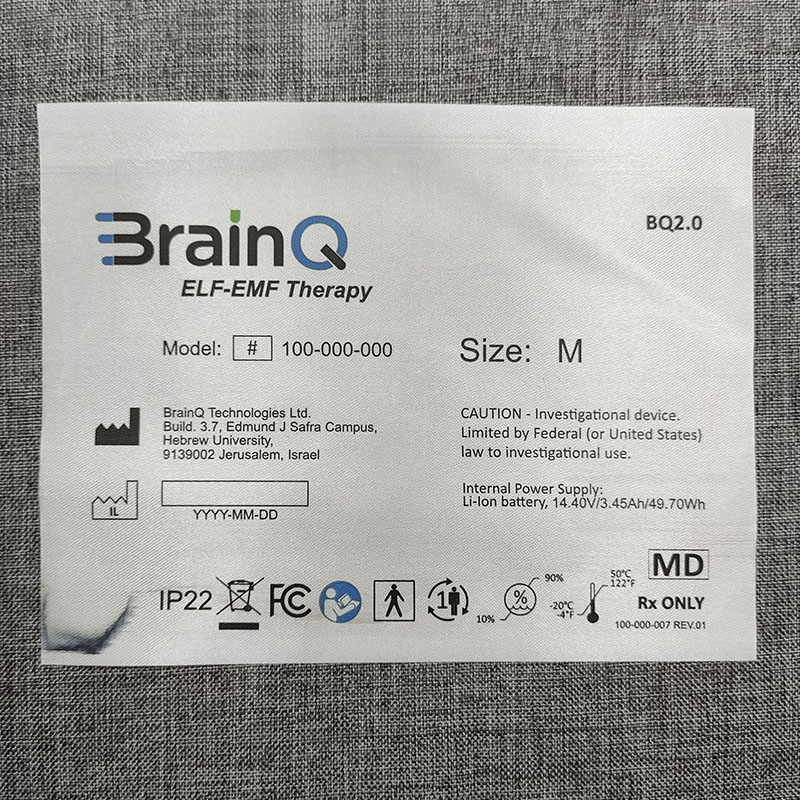 BrainQ
BQ2.0
ELF-EMF Therapy
Model: # 100-000-000
Size: M
BrainQ Technologies Ltd.
Build. 3.7, Edmund J Safra Campus,
Hebrew University,
9139002 Jerusalem, Israel
CAUTION - Investigational device.
Limited by Federal (or United States)
law to investigational use.
IL
YYYY-MM-DD
Internal Power Supply:
Li-Ion battery, 14.40V/3.45Ah/49.70Wh
IP22
FC
1
10%
%
90%
-20°C
-4°F
50°C
122°F
MD
Rx ONLY
100-000-007 REV.01